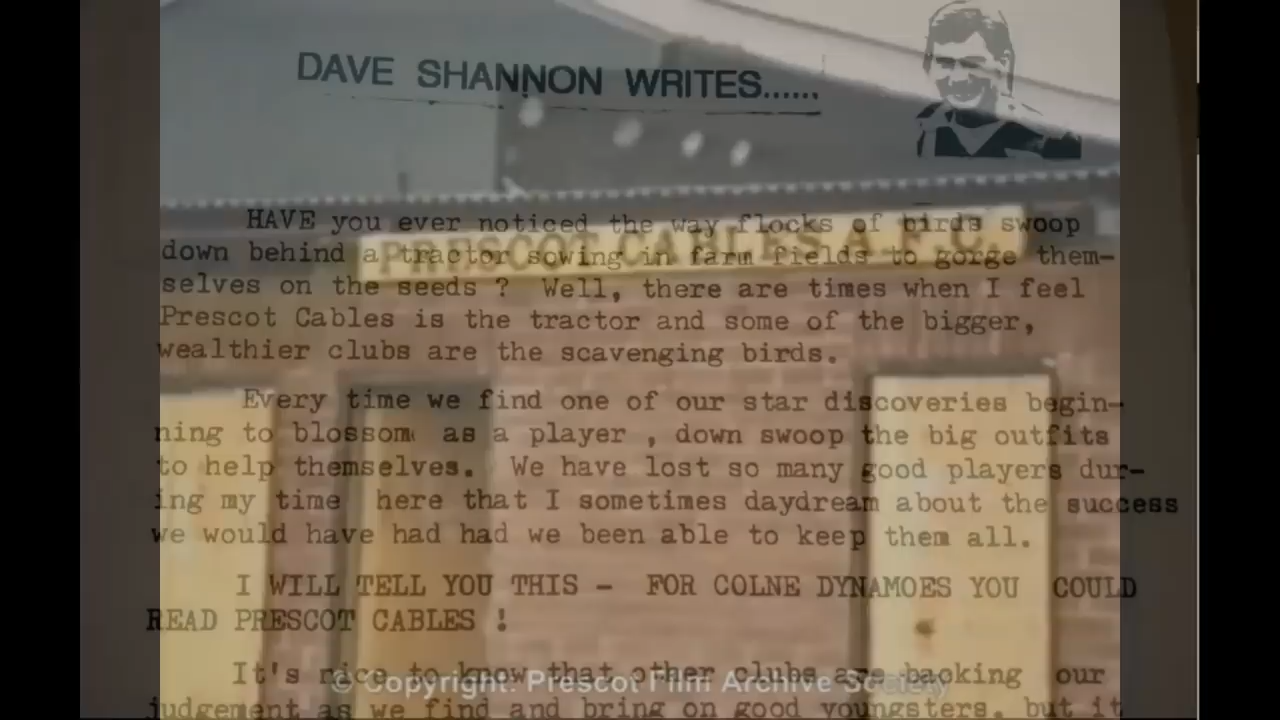 DAVE SHANNON WRITES......
HAVE you ever noticed the way flocks of birds swoop
PRESCOT CABLES A.F.C.
down behind a tractor sowing in farm fields to gorge them-
selves on the seeds ? Well, there are times when I feel
Prescot Cables is the tractor and some of the bigger,
wealthier clubs are the scavenging birds.
Every time we find one of our star discoveries begin-
ning to blossom as a player , down swoop the big outfits
to help themselves. We have lost so many good players dur-
ing my time here that I sometimes daydream about the success
we would have had had we been able to keep them all.
I WILL TELL YOU THIS - FOR COLNE DYNAMOES YOU COULD
READ PRESCOT CABLES !
It's nice to know that other clubs are backing our
© Copyright: Prescot Film Archive Society
judgement as we find and bring on good youngsters, but it